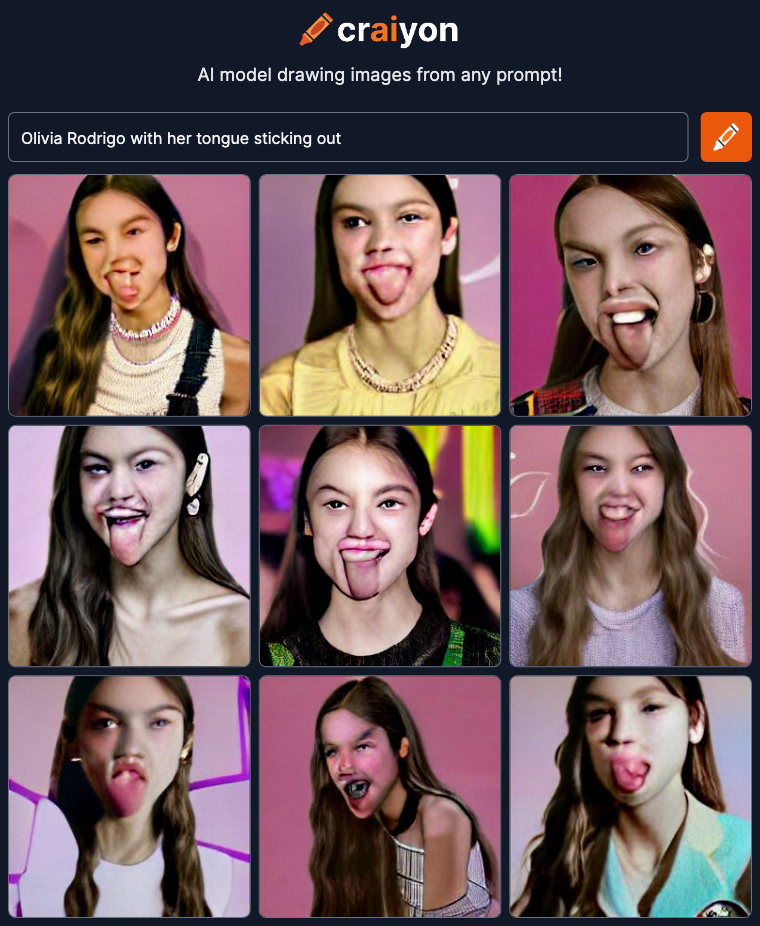 craiyon
AI model drawing images from any prompt!
Olivia Rodrigo with her tongue sticking out